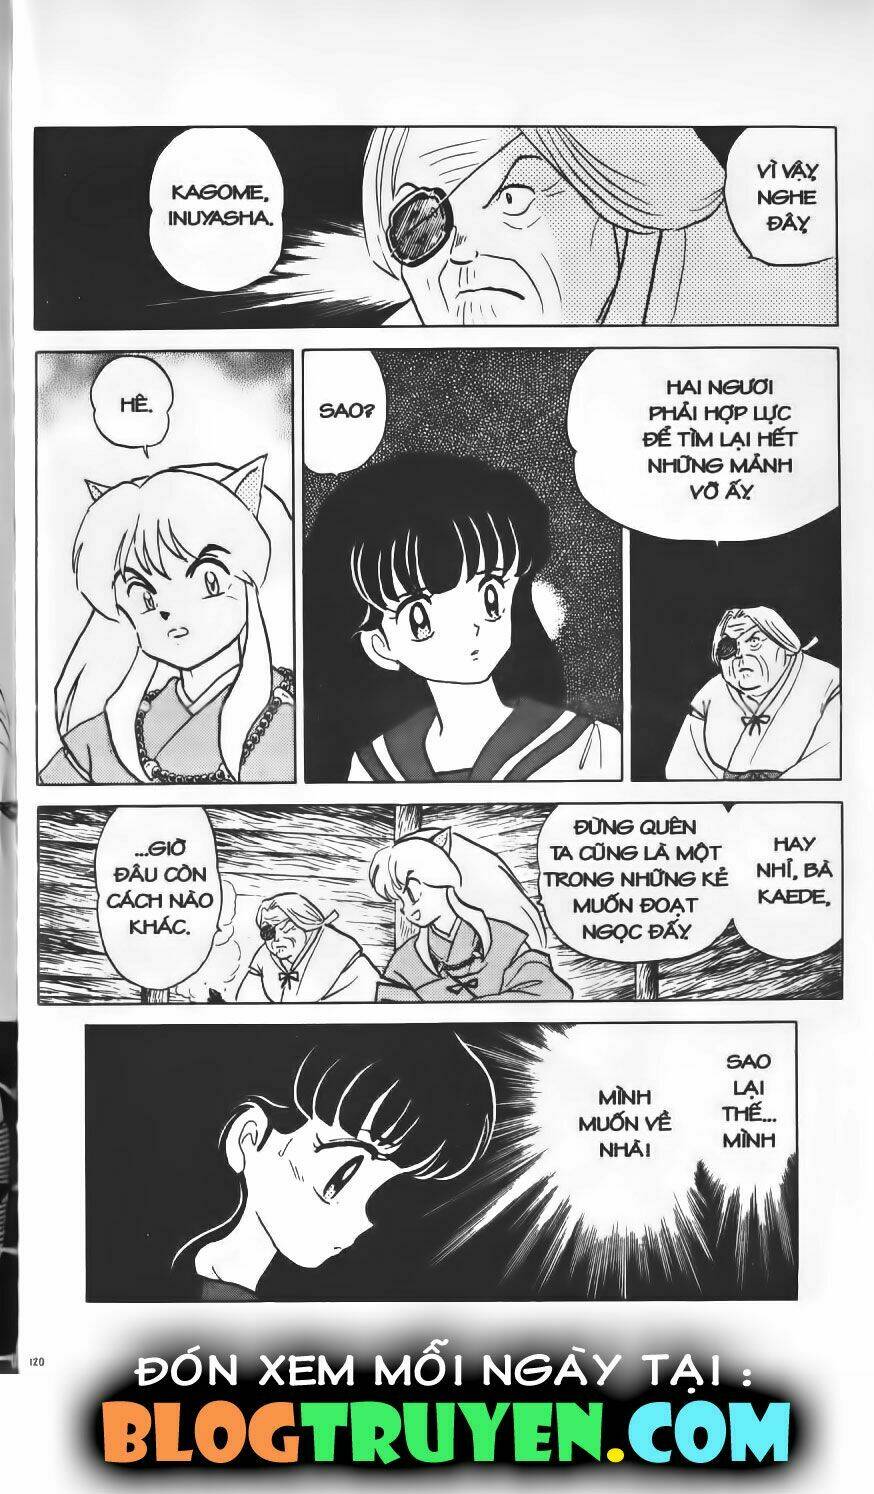 VÌ VẬY,
NGHE
ĐÂY,
KAGOME,
INUYASHA.
HAI NGƯƠI
PHẢI HỢP LỰC
ĐỂ TÌM LẠI HẾT
NHỮNG MẢNH
VỠ ẤY.
SAO?
HÊ.
HAY
NHỈ, BÀ
KAEDE,
ĐỪNG QUÊN
TA CŨNG LÀ MỘT
TRONG NHỮNG KẺ
MUỐN ĐOẠT
NGỌC ĐẤY.
...GIỜ
ĐÂU CÒN
CÁCH NÀO
KHÁC.
SAO
LẠI
THẾ...
MÌNH
MÌNH
MUỐN VỀ
NHÀ!
120
ĐÓN XEM MỖI NGÀY TẠI :
BLOGTRUYEN.COM